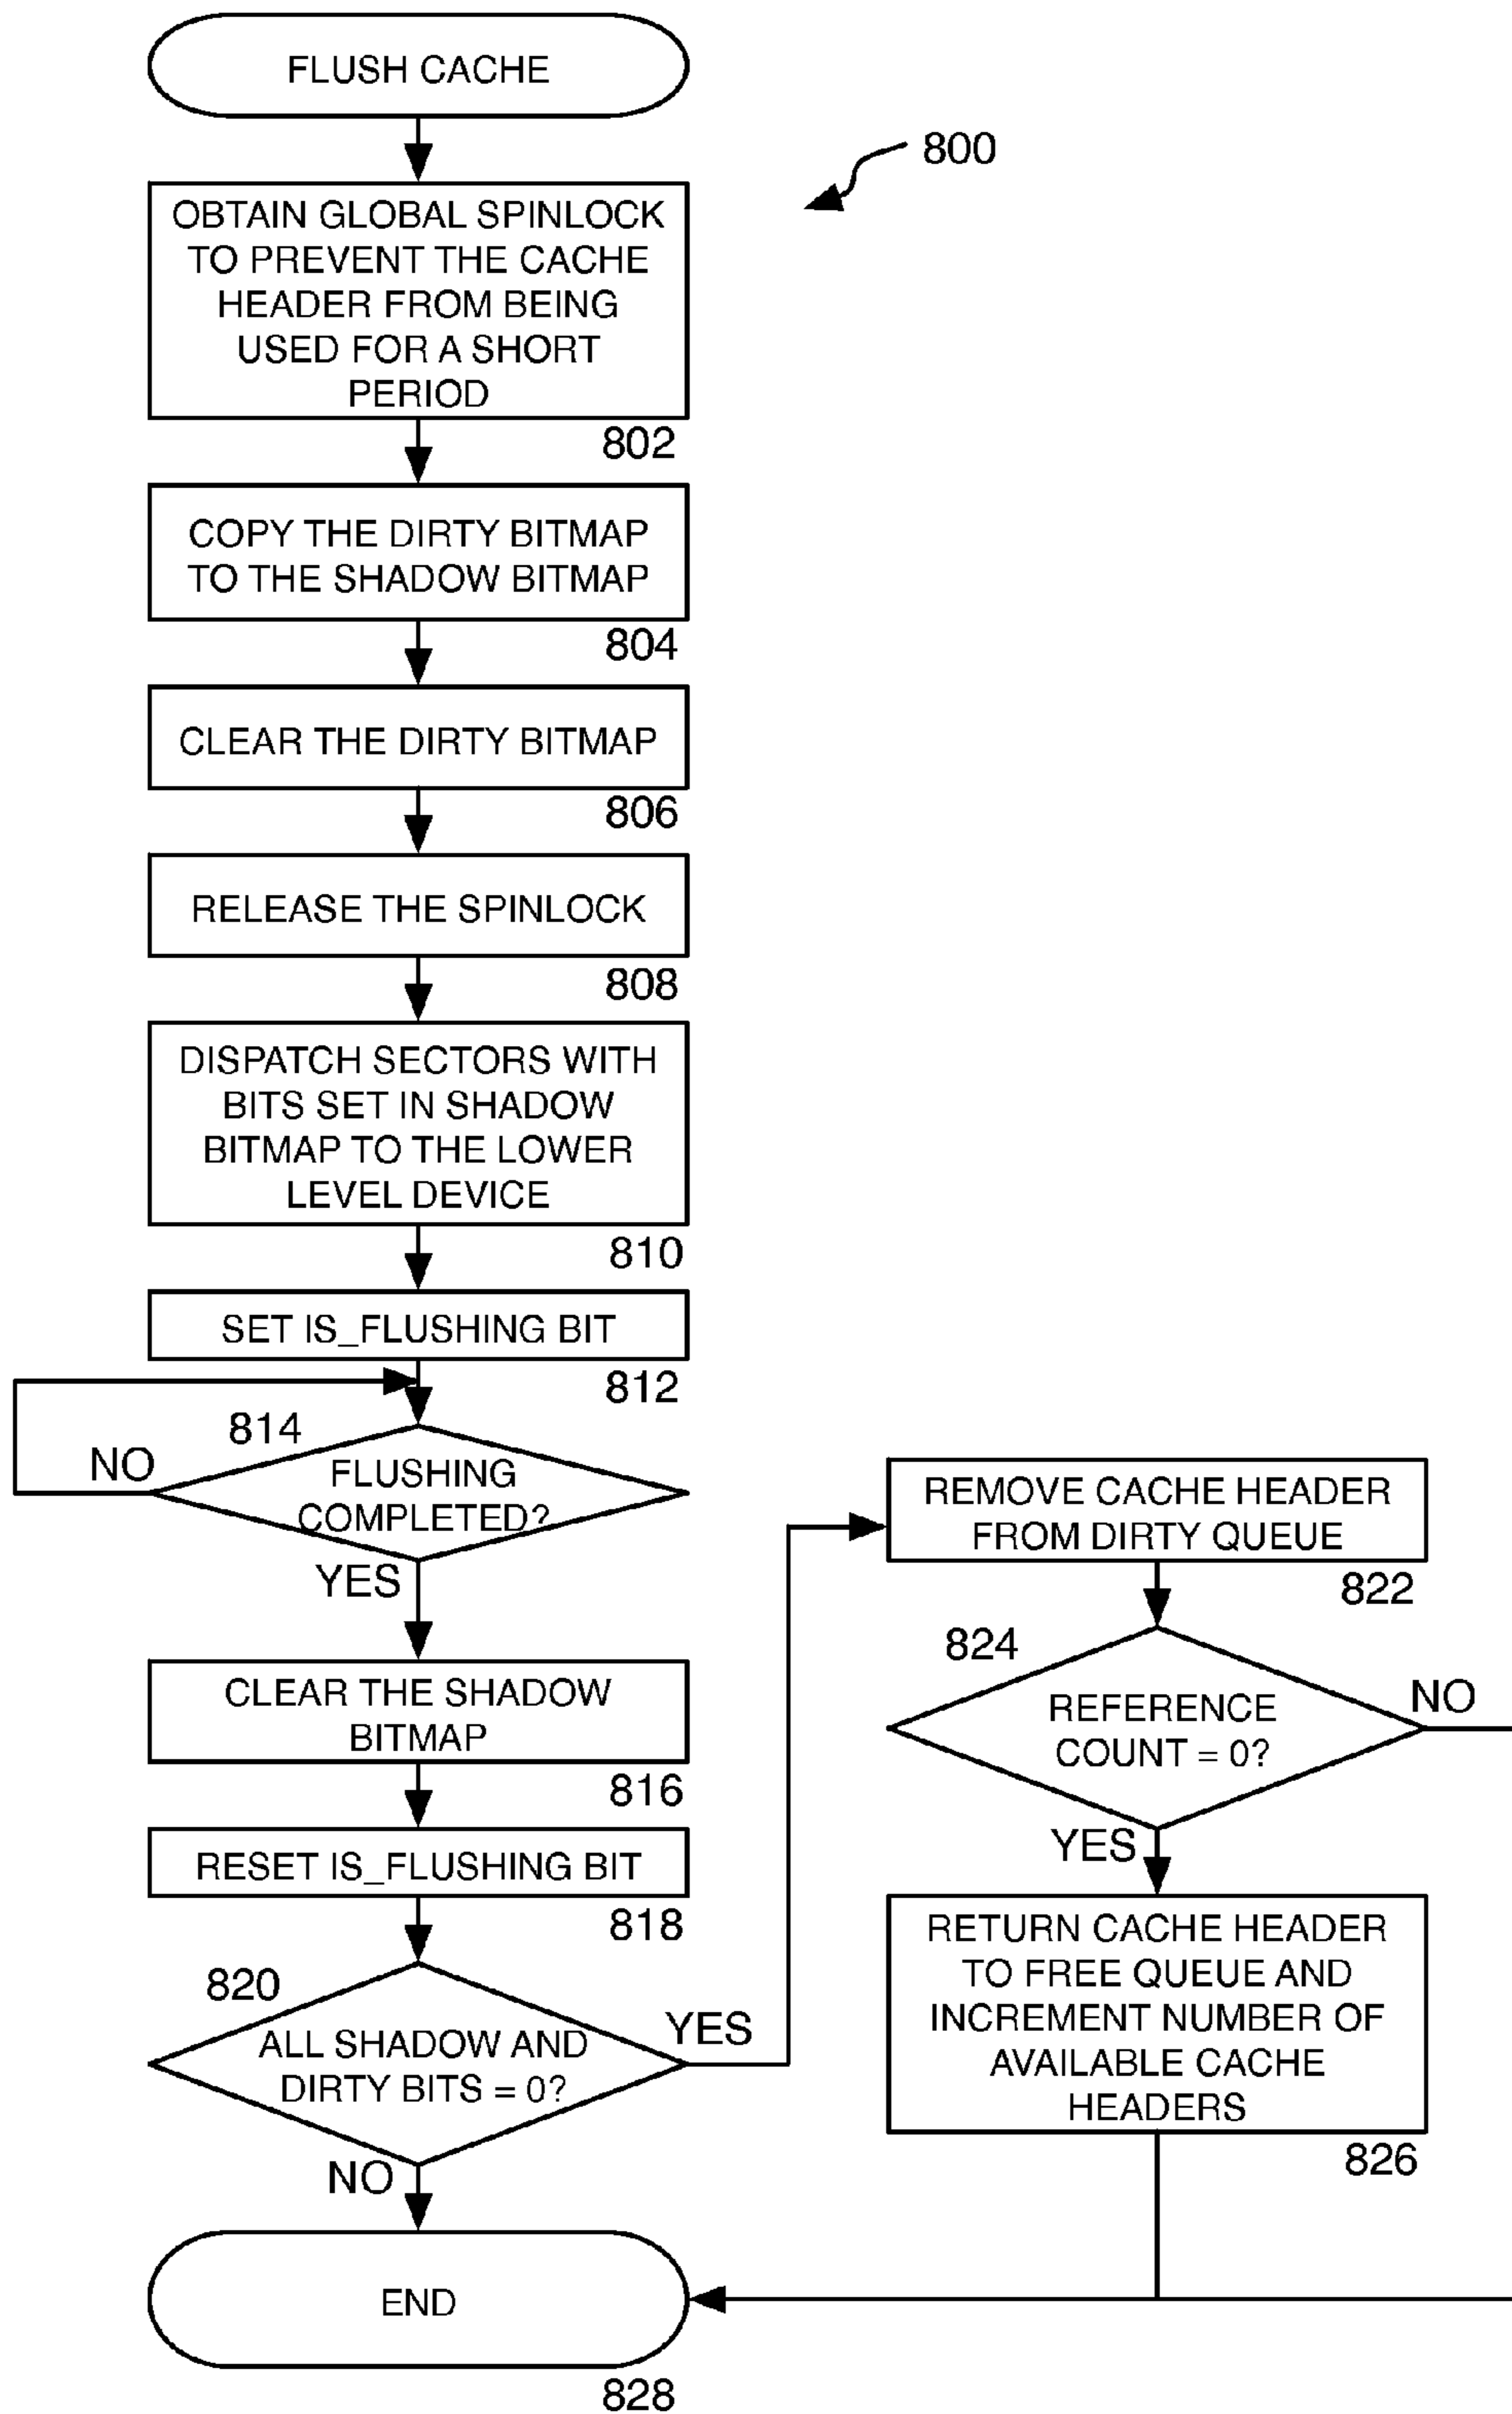 FLUSH CACHE
800
OBTAIN GLOBAL SPINLOCK
TO PREVENT THE CACHE
HEADER FROM BEING
USED FOR A SHORT
PERIOD
802
COPY THE DIRTY BITMAP
TO THE SHADOW BITMAP
804
CLEAR THE DIRTY BITMAP
806
RELEASE THE SPINLOCK
808
DISPATCH SECTORS WITH
BITS SET IN SHADOW
BITMAP TO THE LOWER
LEVEL DEVICE
810
SET IS_FLUSHING BIT
812
814
NO
FLUSHING
COMPLETED?
YES
CLEAR THE SHADOW
BITMAP
816
RESET IS_FLUSHING BIT
818
820
ALL SHADOW AND
DIRTY BITS = 0?
YES
NO
REMOVE CACHE HEADER
FROM DIRTY QUEUE
822
824
REFERENCE
COUNT = 0?
NO
YES
RETURN CACHE HEADER
TO FREE QUEUE AND
INCREMENT NUMBER OF
AVAILABLE CACHE
HEADERS
826
END
828